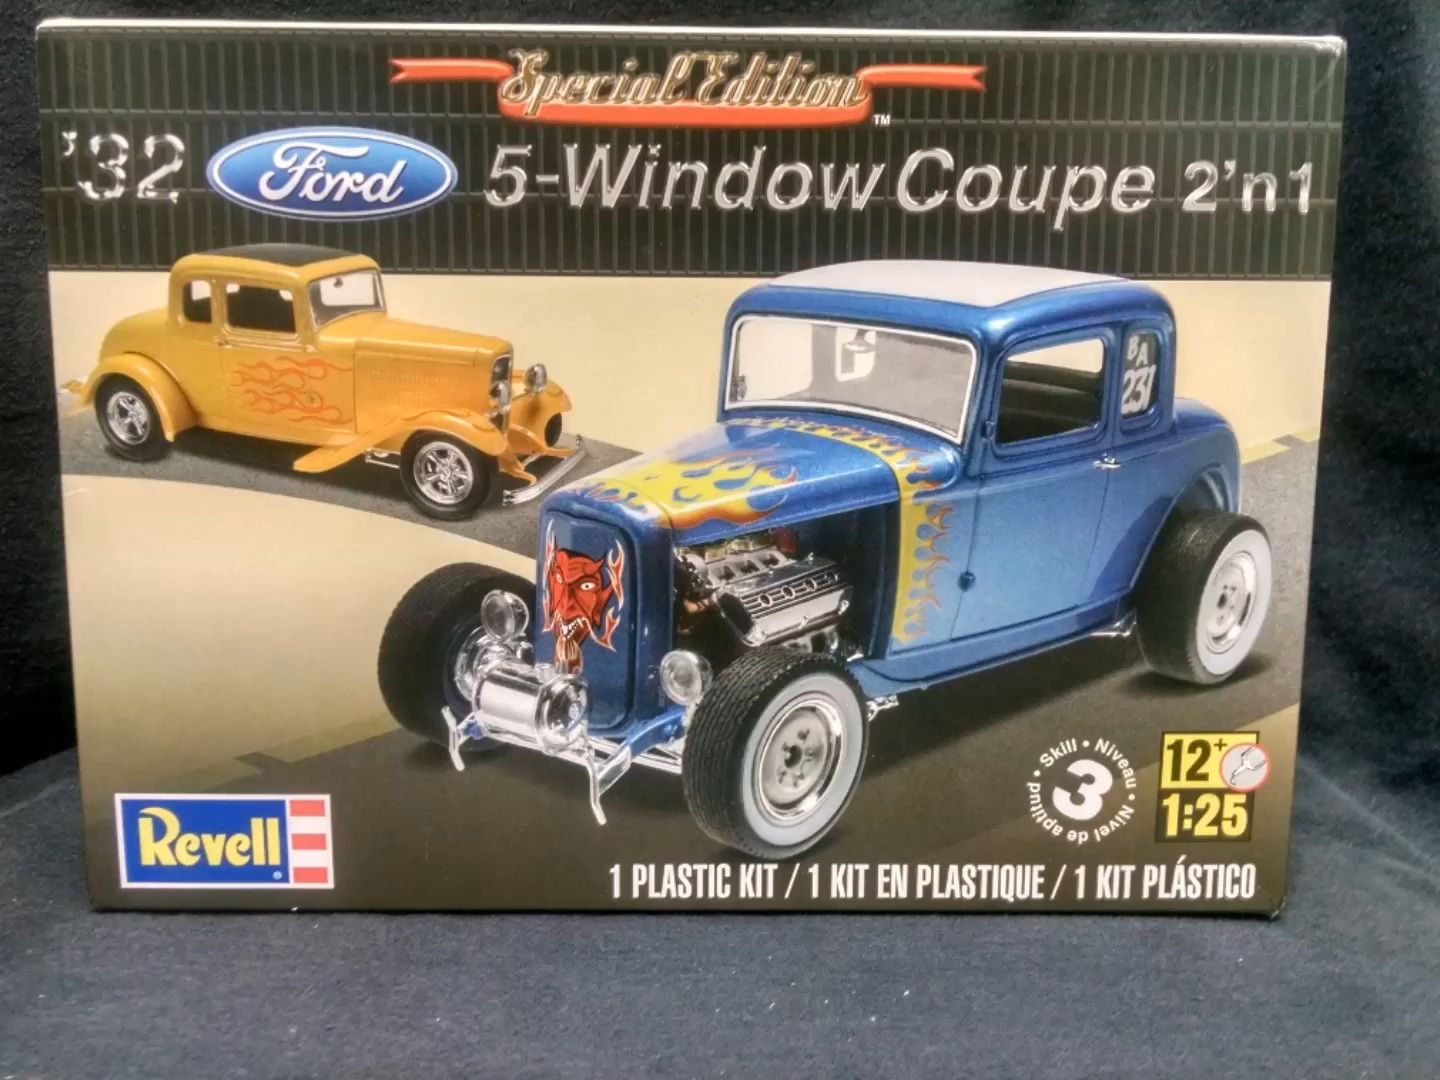 Special Edition™
'32 Ford 5-Window Coupe 2'n1
BA
231
Skill • Niveau • Nivel de aptitud •
3
12+
1:25
Revell®
1 PLASTIC KIT / 1 KIT EN PLASTIQUE / 1 KIT PLÁSTICO